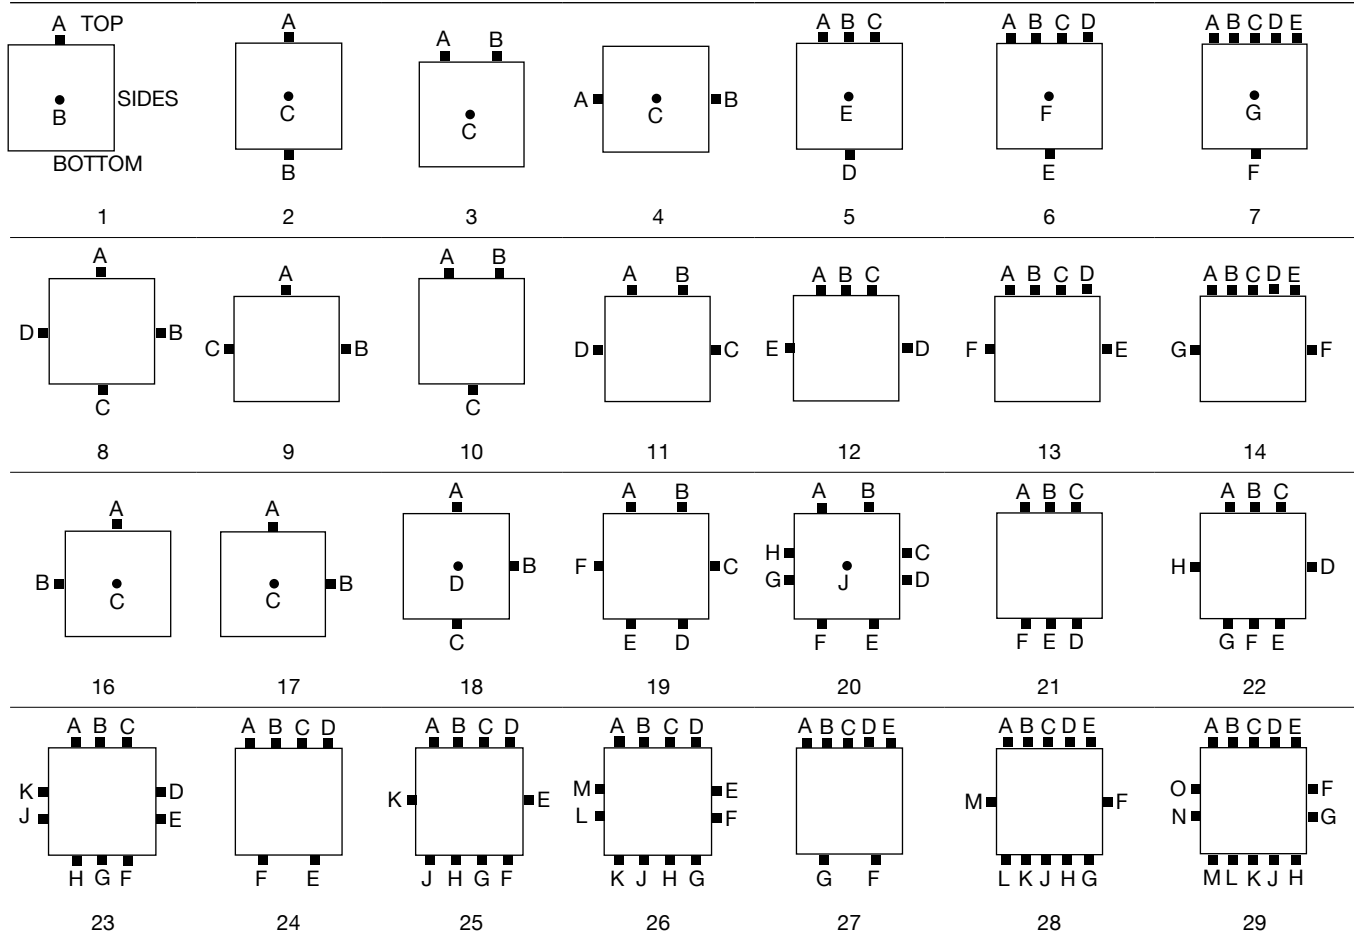 A TOP A A B A B C A B C D A B C D E
B SIDES C C A C B E F G
BOTTOM B D E F
1 2 3 4 5 6 7
A A A B A B A B C A B C D A B C D E
D B C B D C E D F E G F
C C
8 9 10 11 12 13 14
A A A A B A B A B C A B C
B C C B D B F C H C H D
G J D
C E D F E F E D G F E
16 17 18 19 20 21 22
A B C A B C D A B C D A B C D A B C D E A B C D E A B C D E
K D K E M E M F O F
J E L F N G
H G F F E J H G F K J H G G F L K J H G M L K J H
23 24 25 26 27 28 29